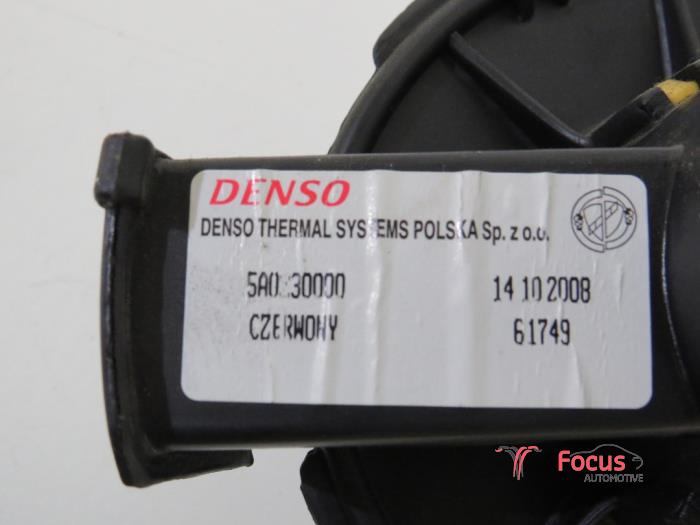 DENSO
DENSO THERMAL SYSTEMS POLSKA Sp. z o.o.
14 10 2008
CZERWONY 61749
Focus
AUTOMOTIVE